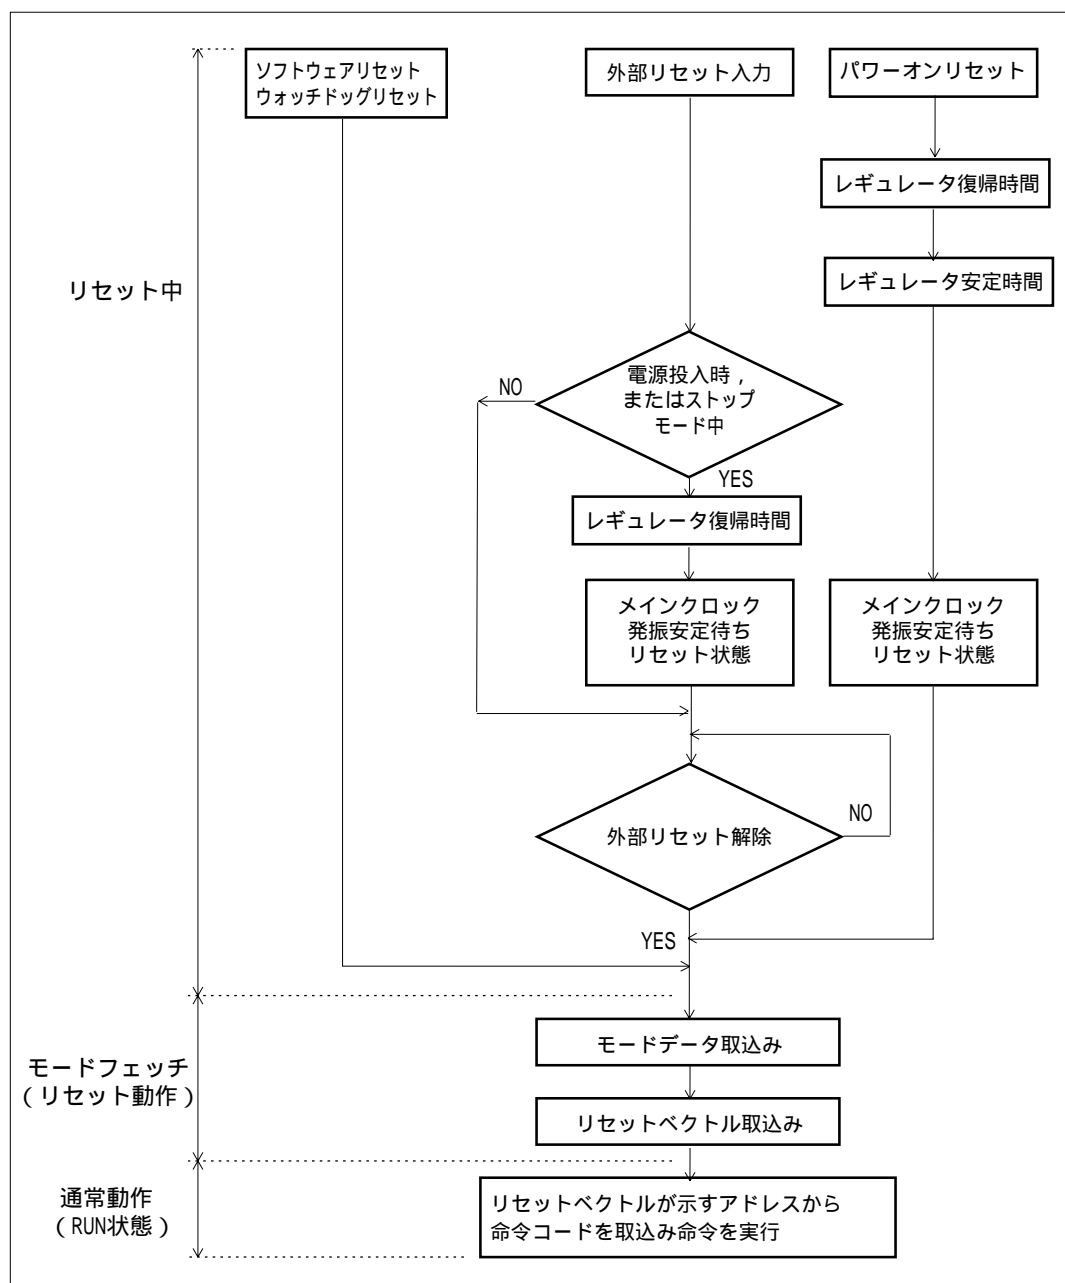 ソフトウェアリセット
ウォッチドッグリセット
外部リセット入力
パワーオンリセット
レギュレータ復帰時間
レギュレータ安定時間
リセット中
電源投入時，
またはストップ
モード中
NO
YES
レギュレータ復帰時間
メインクロック
発振安定待ち
リセット状態
メインクロック
発振安定待ち
リセット状態
外部リセット解除
NO
YES
モードフェッチ
（リセット動作）
モードデータ取込み
リセットベクトル取込み
通常動作
（RUN状態）
リセットベクトルが示すアドレスから
命令コードを取込み命令を実行